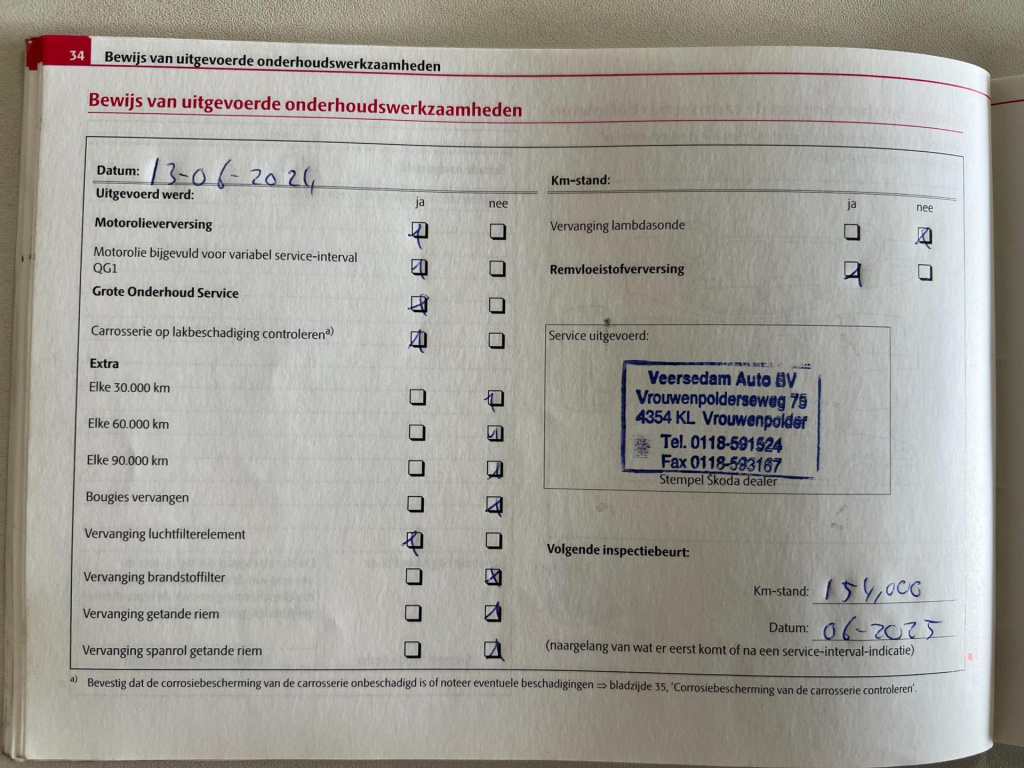 34 Bewijs van uitgevoerde onderhoudswerkzaamheden
Bewijs van uitgevoerde onderhoudswerkzaamheden
Datum: 13-06-2024
Uitgevoerd werd:
ja nee
Motorolieverversing
Motorolie bijgevuld voor variabel service-interval
QG1
Grote Onderhoud Service
Carrosserie op lakbeschadiging controleren a)
Extra
Elke 30.000 km
Elke 60.000 km
Elke 90.000 km
Bougies vervangen
Vervanging luchtfilterelement
Vervanging brandstoffilter
Vervanging getande riem
Vervanging spanrol getande riem
Km-stand:
ja nee
Vervanging lambdasonde
Remvloeistofverversing
Service uitgevoerd:
Veersedam Auto BV
Vrouwenpolderseweg 75
4354 KL Vrouwenpolder
Tel. 0118-591524
Fax 0118-593167
Stempel Skoda dealer
Volgende inspectiebeurt:
Km-stand: 154,000
Datum: 06-2025
(naargelang van wat er eerst komt of na een service-interval-indicatie)
a) Bevestig dat de corrosiebescherming van de carrosserie onbeschadigd is of noteer eventuele beschadigingen ⇒ bladzijde 35, 'Corrosiebescherming van de carrosserie controleren'.